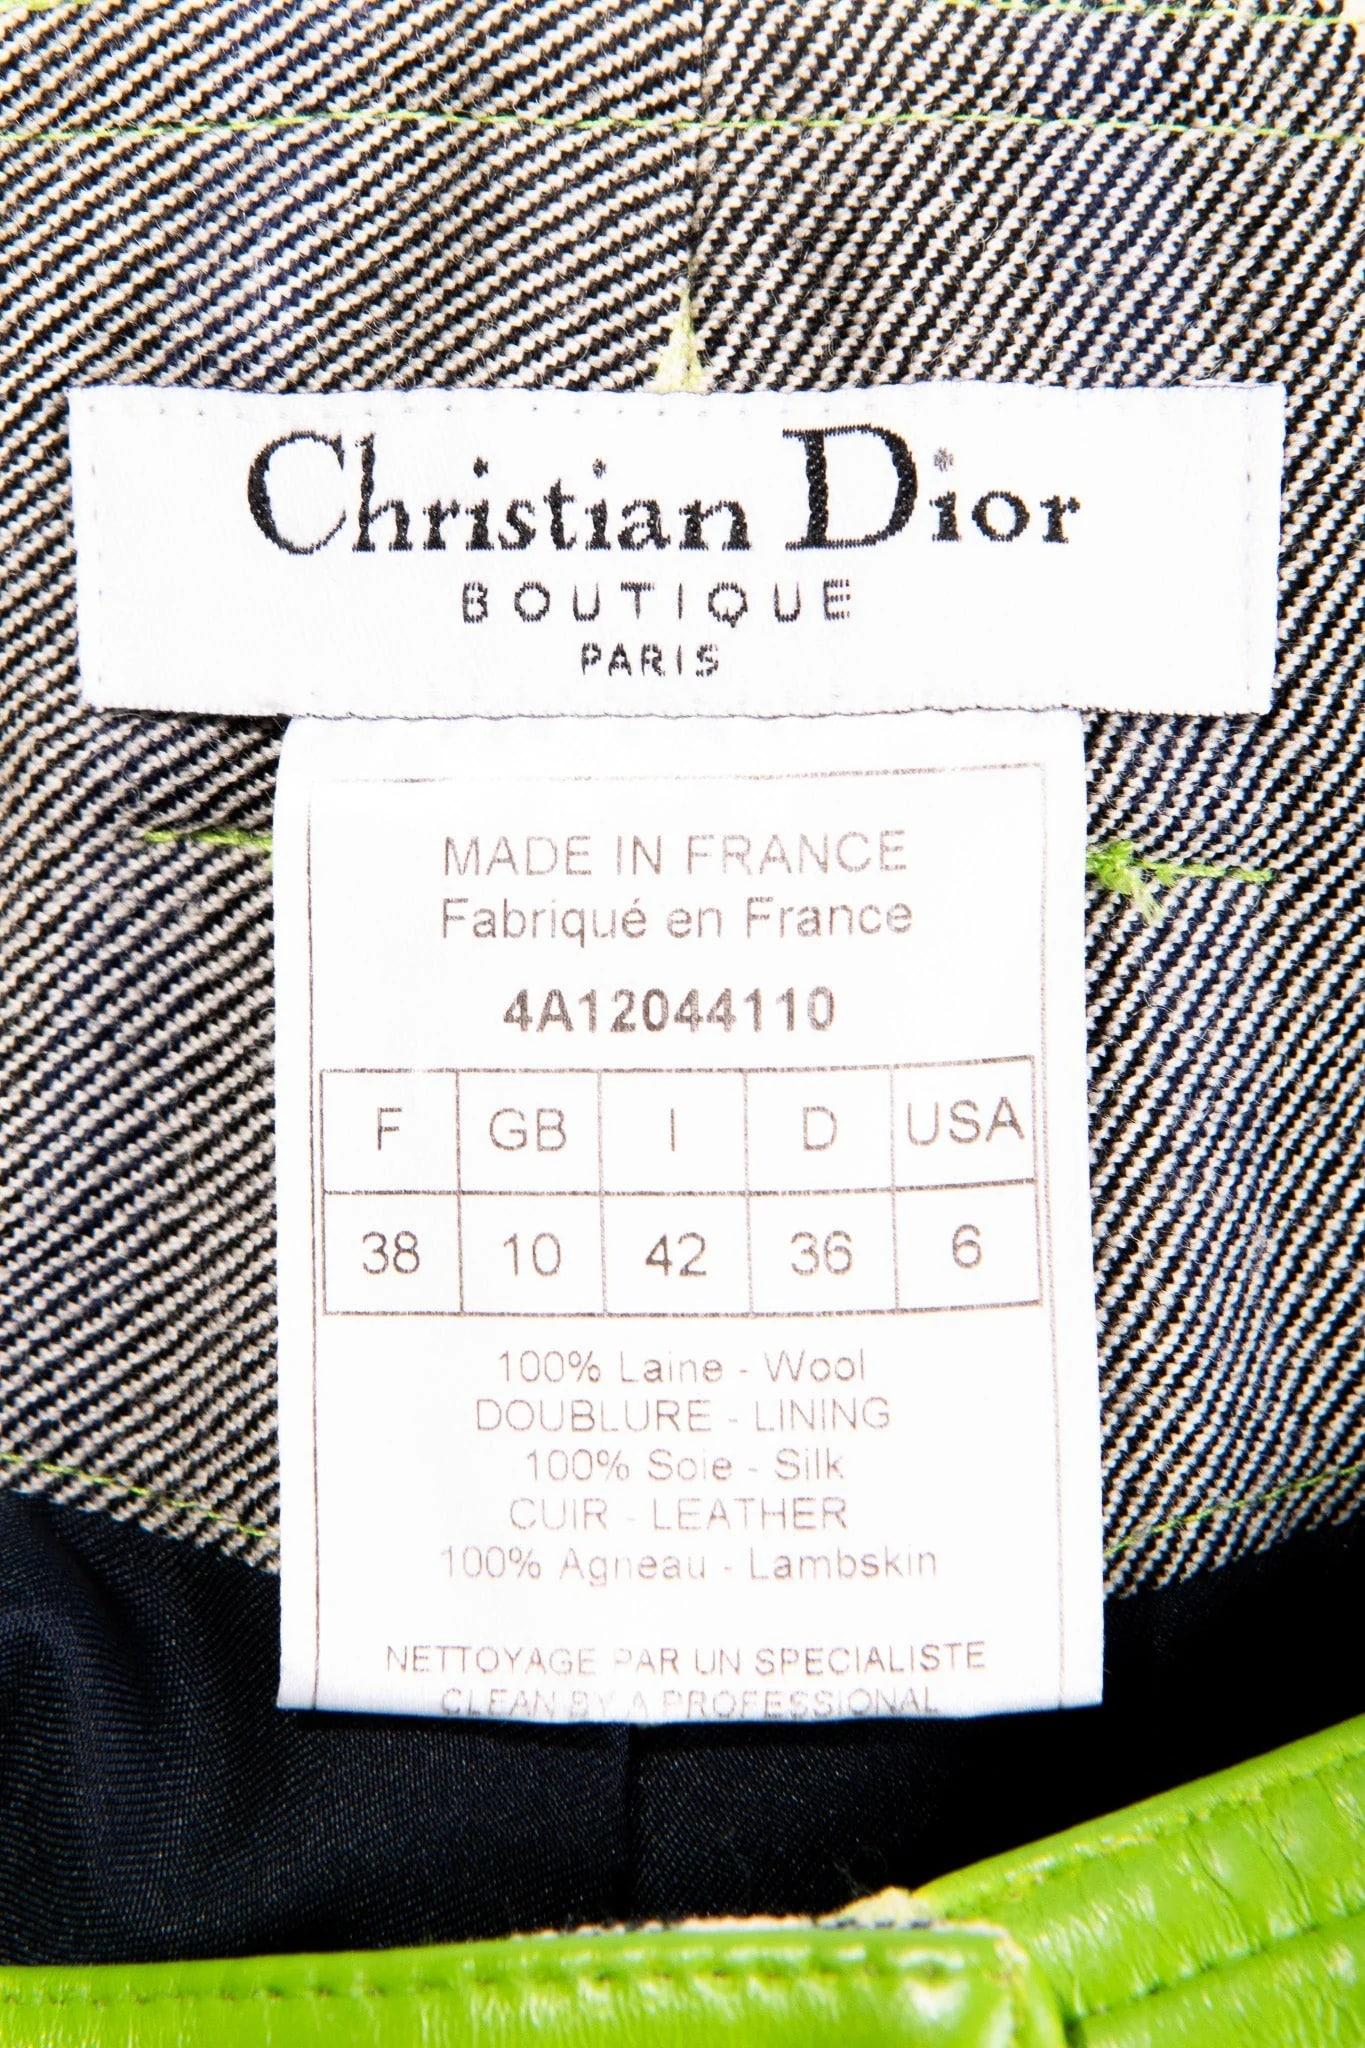 Christian Dior
BOUTIQUE
PARIS
MADE IN FRANCE
Fabriqué en France
4A12044110
F GB I D USA
38 10 42 36 6
100% Laine - Wool
DOUBLURE - LINING
100% Soie - Silk
CUIR - LEATHER
100% Agneau - Lambskin
NETTOYAGE PAR UN SPECIALISTE
CLEAN BY A PROFESSIONAL